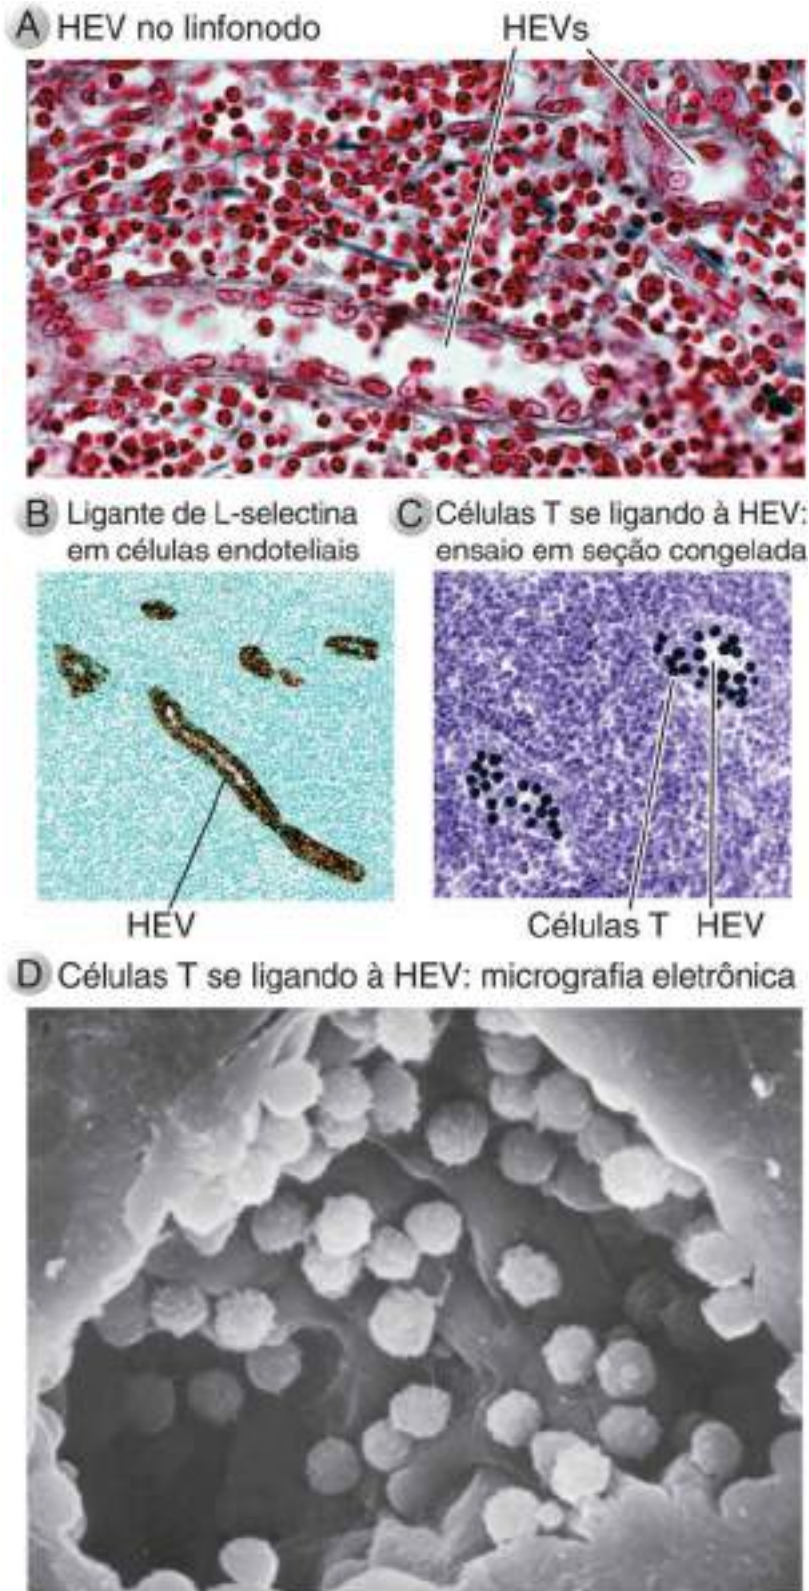 A HEV no linfonodo
HEVs
B Ligante de L-selectina
em células endoteliais
C Células T se ligando à HEV:
ensaio em seção congelada
HEV
Células T HEV
D Células T se ligando à HEV: micrografia eletrônica